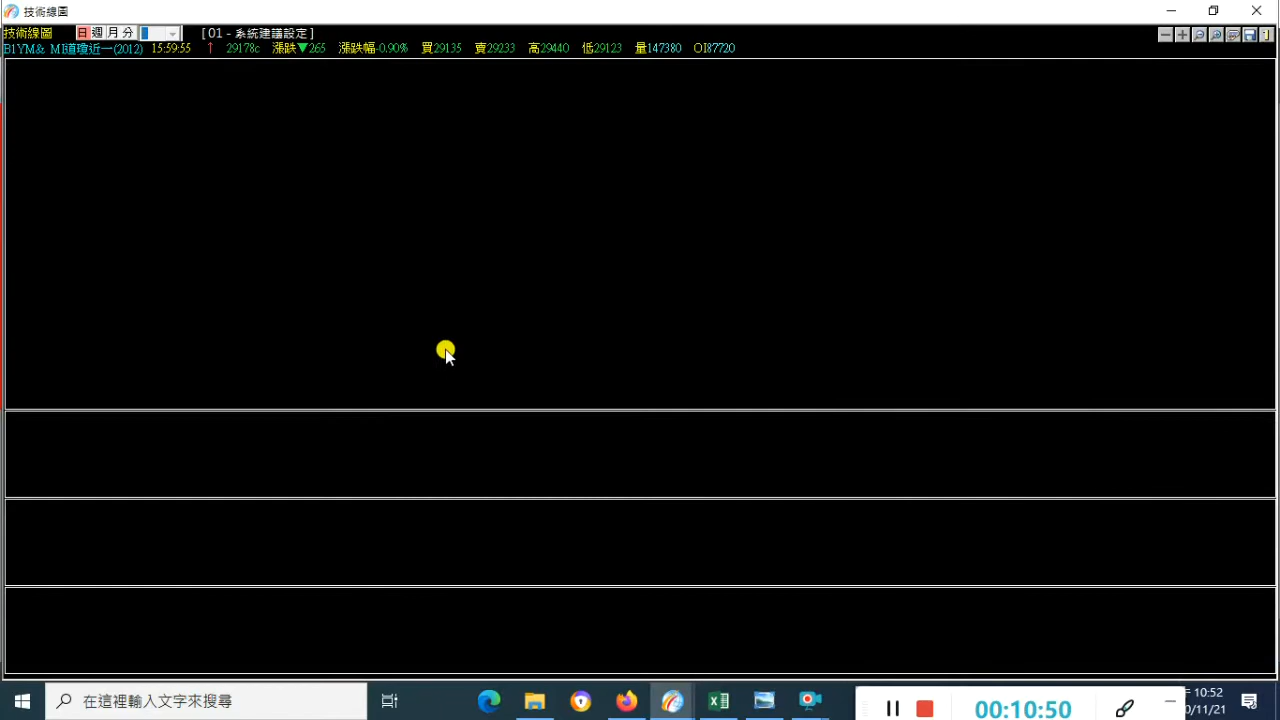 技術線圖
技術線圖 日 週 月 分 [ 01 - 系統建議設定 ]
B1YM& MI道瓊近一(2012) 15:59:55 ↑ 29178c 漲跌▼265 漲跌幅-0.90% 買29135 賣29233 高29440 低29123 量147380 OI87720
在這裡輸入文字來搜尋
00:10:50
10:52
0/11/21